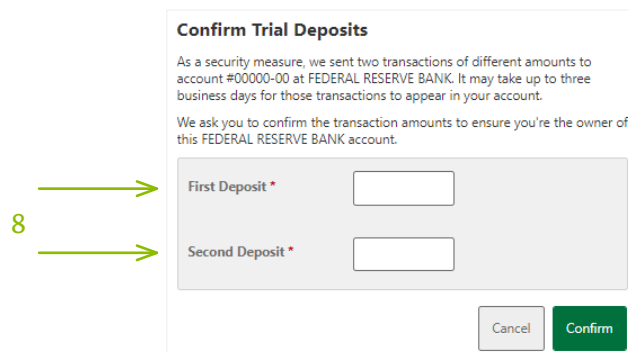 Confirm Trial Deposits
As a security measure, we sent two transactions of different amounts to
account #00000-00 at FEDERAL RESERVE BANK. It may take up to three
business days for those transactions to appear in your account.
We ask you to confirm the transaction amounts to ensure you're the owner of
this FEDERAL RESERVE BANK account.
First Deposit *
8
Second Deposit *
Cancel Confirm